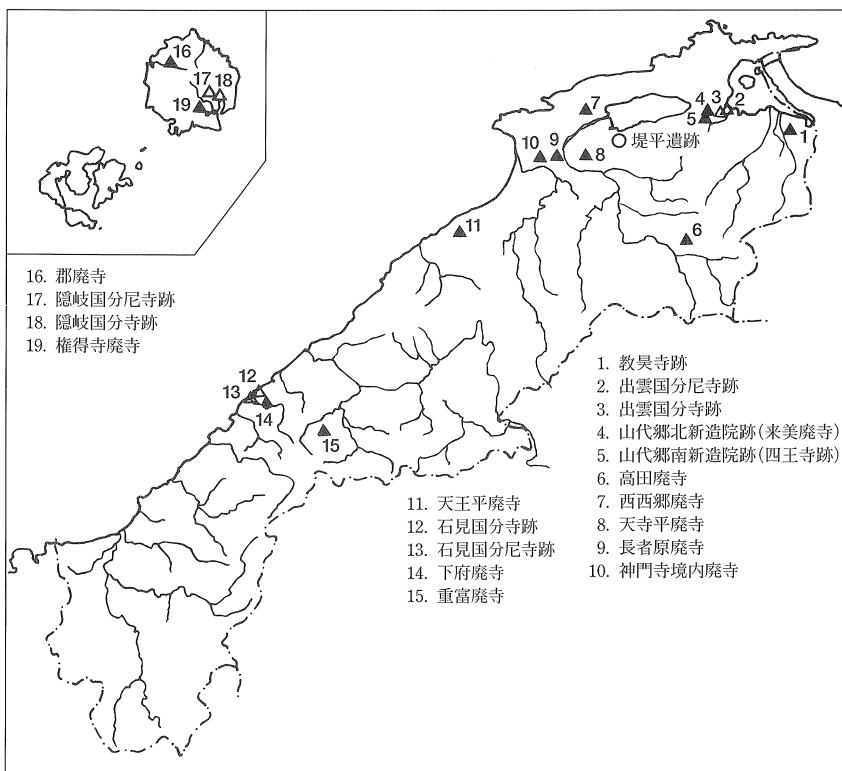 16
17
18
19
16. 郡廃寺
17. 隠岐国分尼寺跡
18. 隠岐国分寺跡
19. 権得寺廃寺
7
4
3
2
5
1
堤平遺跡
10
9
8
6
11
12
13
14
15
1. 教昊寺跡
2. 出雲国分尼寺跡
3. 出雲国分寺跡
4. 山代郷北新造院跡(来美廃寺)
5. 山代郷南新造院跡(四王寺跡)
6. 高田廃寺
7. 西西郷廃寺
8. 天寺平廃寺
9. 長者原廃寺
10. 神門寺境内廃寺
11. 天王平廃寺
12. 石見国分寺跡
13. 石見国分尼寺跡
14. 下府廃寺
15. 重富廃寺